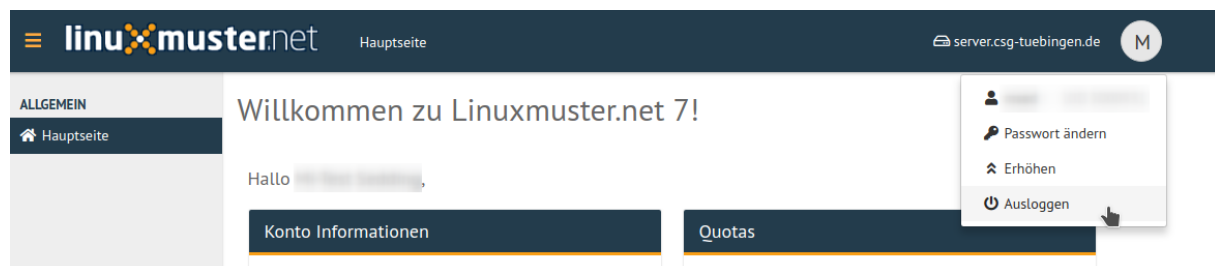 linuxmuster.net Hauptseite server.csg-tuebingen.de M
ALLGEMEIN
Hauptseite
Willkommen zu Linuxmuster.net 7!
Hallo ,
Konto Informationen
Quotas
Passwort ändern
Erhöhen
Ausloggen